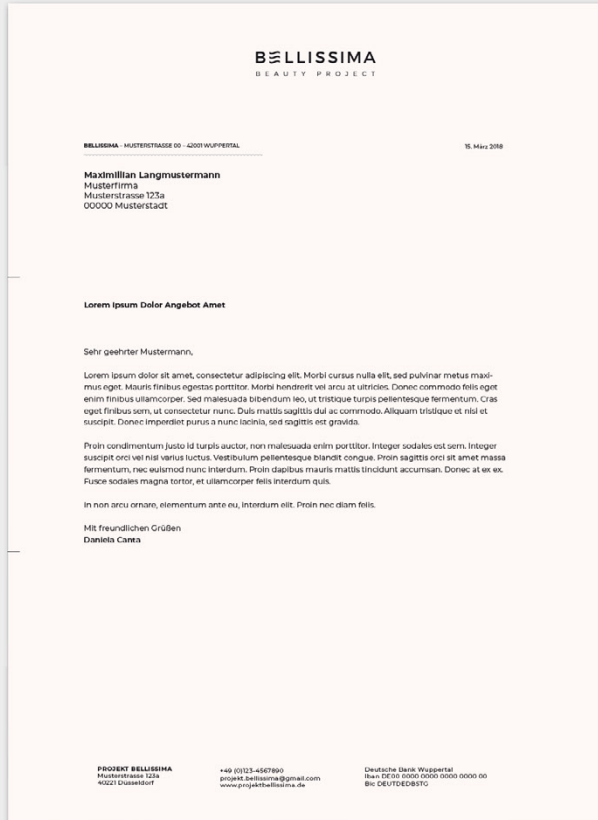 BELLISSIMA
BEAUTY PROJECT
BELLISSIMA - MUSTERSTRASSE 00 - 42001 WUPPERTAL
15. März 2018
Maximillian Langmustermann
Musterfirma
Musterstrasse 123a
00000 Musterstadt
Lorem Ipsum Dolor Angebot Amet
Sehr geehrter Mustermann,
Lorem ipsum dolor sit amet, consectetur adipiscing elit. Morbi cursus nulla elit, sed pulvinar metus maxi-
mus eget. Mauris finibus egestas porttitor. Morbi hendrerit vel arcu at ultricies. Donec commodo felis eget
enim finibus ullamcorper. Sed malesuada bibendum leo, ut tristique turpis pellentesque fermentum. Cras
eget finibus sem, ut consectetur nunc. Duis mattis sagittis dui ac commodo. Aliquam tristique et nisi et
suscipit. Donec imperdiet purus a nunc lacinia, sed sagittis est gravida.
Proin condimentum justo id turpis auctor, non malesuada enim porttitor. Integer sodales est sem. Integer
suscipit orci vel nisl varius luctus. Vestibulum pellentesque blandit congue. Proin sagittis orci sit amet massa
fermentum, nec euismod nunc interdum. Proin dapibus mauris mattis tincidunt accumsan. Donec at ex ex.
Fusce sodales magna tortor, et ullamcorper felis interdum quis.
In non arcu ornare, elementum ante eu, interdum elit. Proin nec diam felis.
Mit freundlichen Grüßen
Daniela Canta
PROJEKT BELLISSIMA
Musterstrasse 123a
40221 Düsseldorf
+49 (0)123-4567890
projekt.bellissima@gmail.com
www.projektbellissima.de
Deutsche Bank Wuppertal
Iban DE00 0000 0000 0000 0000 00
Bic DEUTDEDBSTG